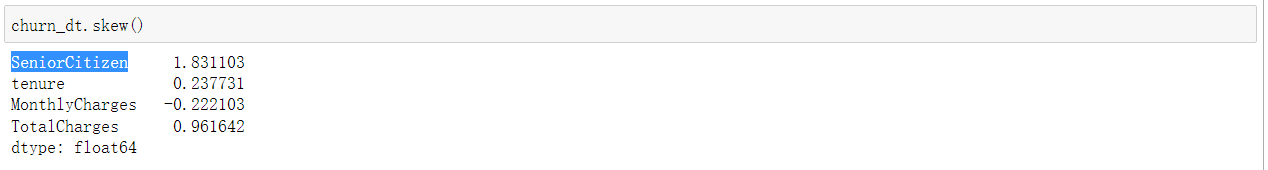 churn_dt.skew()
SeniorCitizen 1.831103
tenure 0.237731
MonthlyCharges -0.222103
TotalCharges 0.961642
dtype: float64